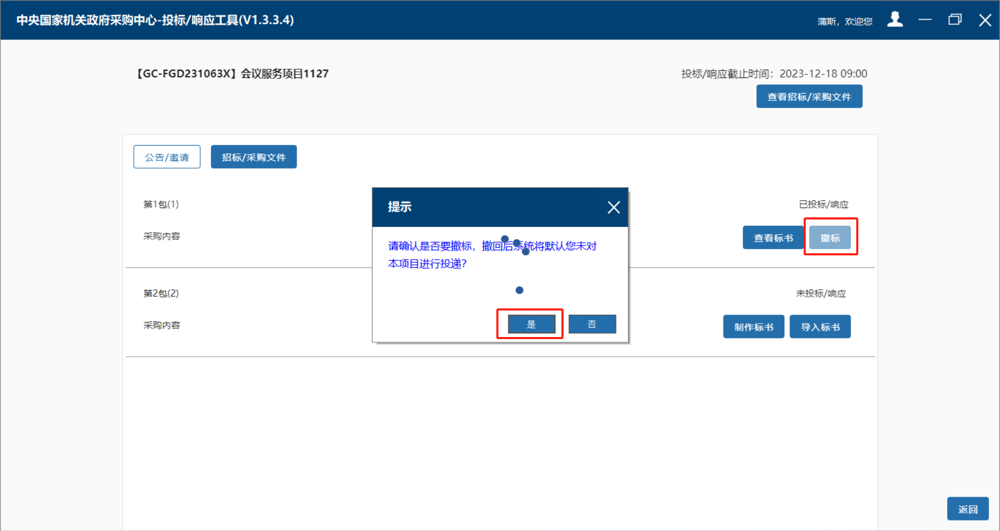 中央国家机关政府采购中心-投标/响应工具(V1.3.3.4)
蒲斯，欢迎您
【GC-FGD231063X】会议服务项目1127
投标/响应截止时间：2023-12-18 09:00
查看招标/采购文件
公告/邀请
招标/采购文件
第1包(1)
已投标/响应
采购内容
查看标书
撤标
提示
请确认是否要撤标，撤回后系统将默认您未对
本项目进行投递?
是
否
第2包(2)
未投标/响应
采购内容
制作标书
导入标书
返回